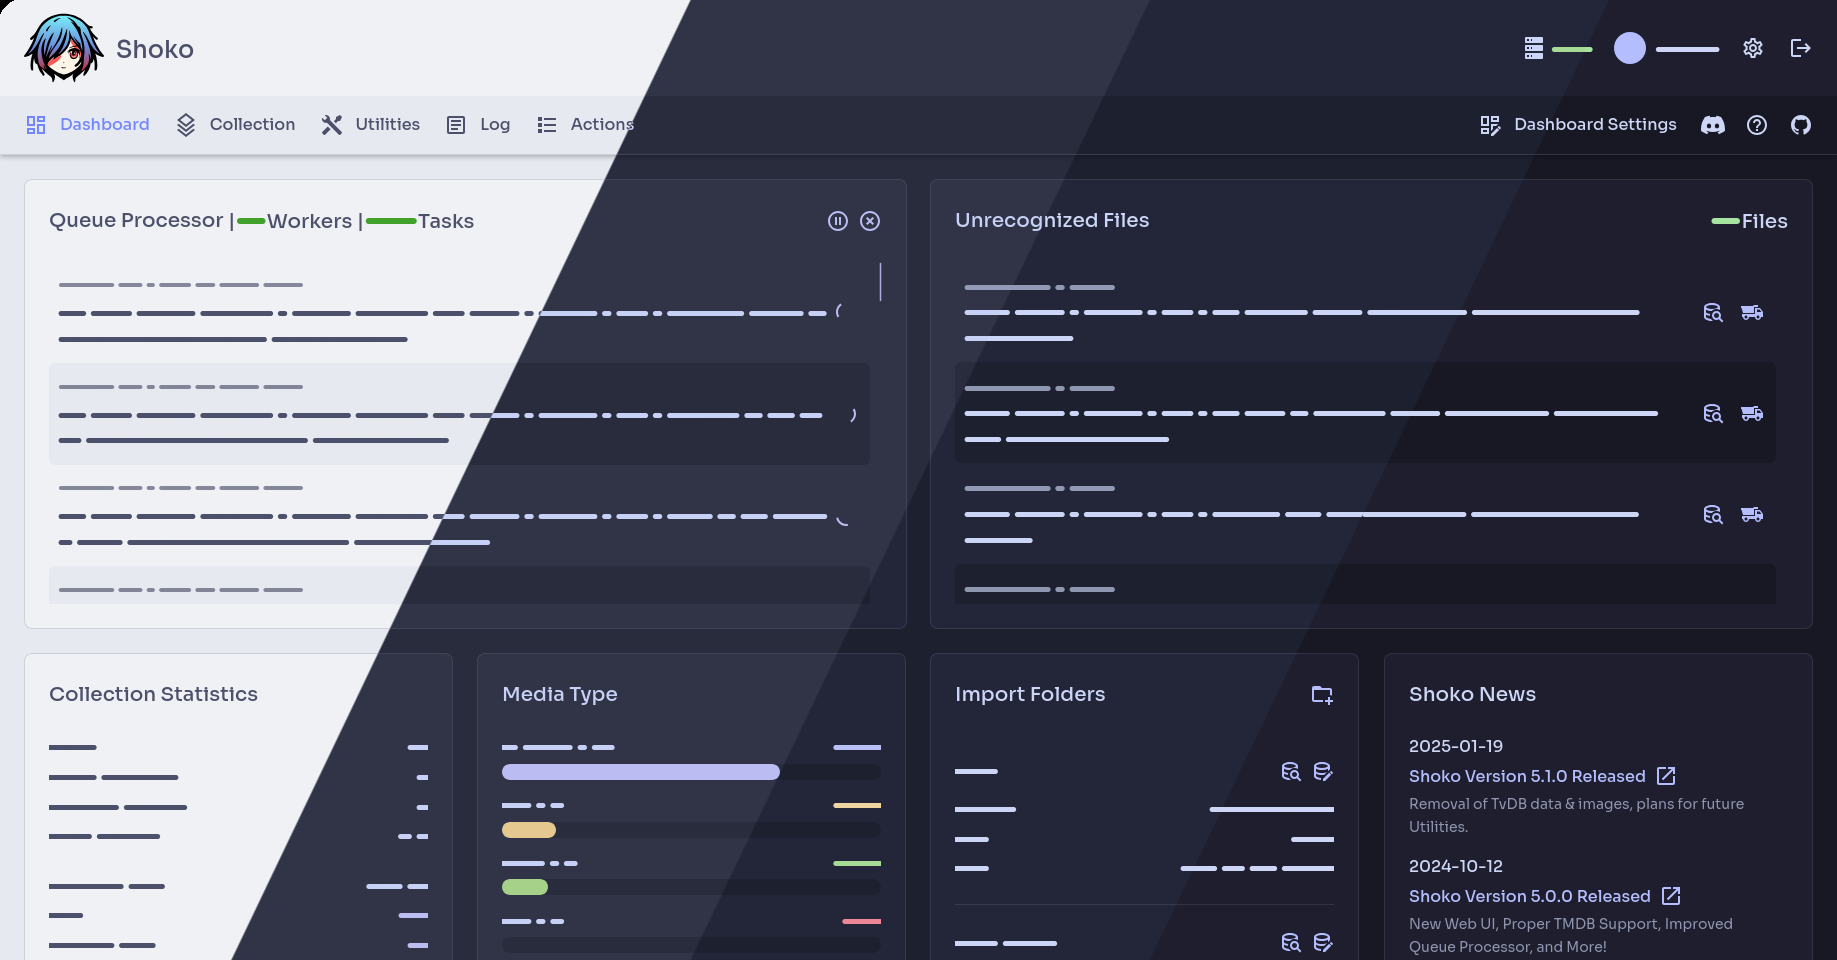 Shoko
Dashboard Collection Utilities Log Actions Dashboard Settings
Queue Processor | Workers | Tasks
Unrecognized Files Files
Collection Statistics
Media Type
Import Folders
Shoko News
2025-01-19
Shoko Version 5.1.0 Released
Removal of TvDB data & images, plans for future
Utilities.
2024-10-12
Shoko Version 5.0.0 Released
New Web UI, Proper TMDB Support, Improved
Queue Processor, and More!